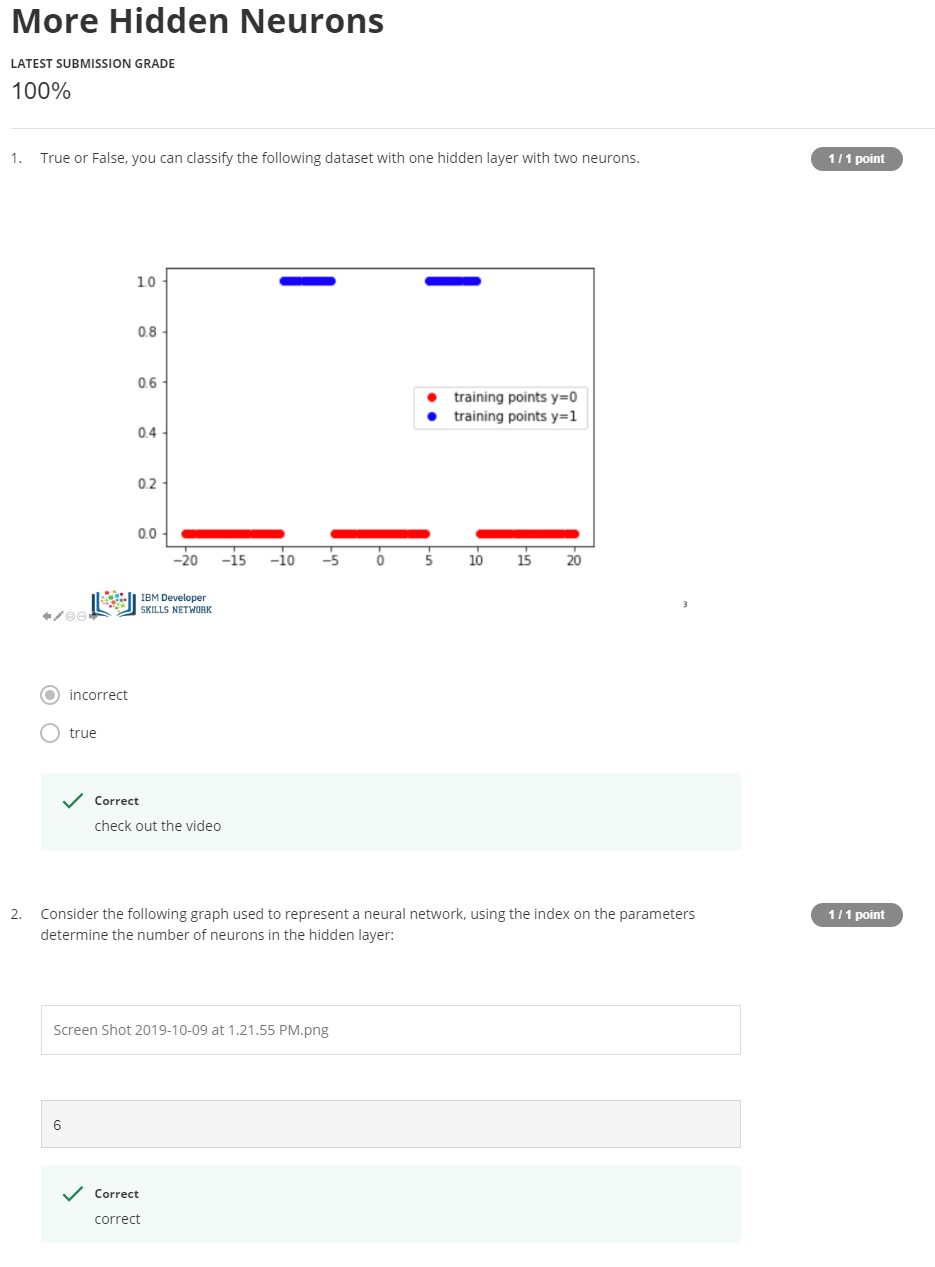 More Hidden Neurons
LATEST SUBMISSION GRADE
100%
1. True or False, you can classify the following dataset with one hidden layer with two neurons.
1 / 1 point
1.0
0.8
0.6
0.4
0.2
0.0
training points y=0
training points y=1
−20 −15 −10 −5 0 5 10 15 20
IBM Developer
SKILLS NETWORK
3
incorrect
true
Correct
check out the video
2. Consider the following graph used to represent a neural network, using the index on the parameters
determine the number of neurons in the hidden layer:
1 / 1 point
Screen Shot 2019-10-09 at 1.21.55 PM.png
6
Correct
correct